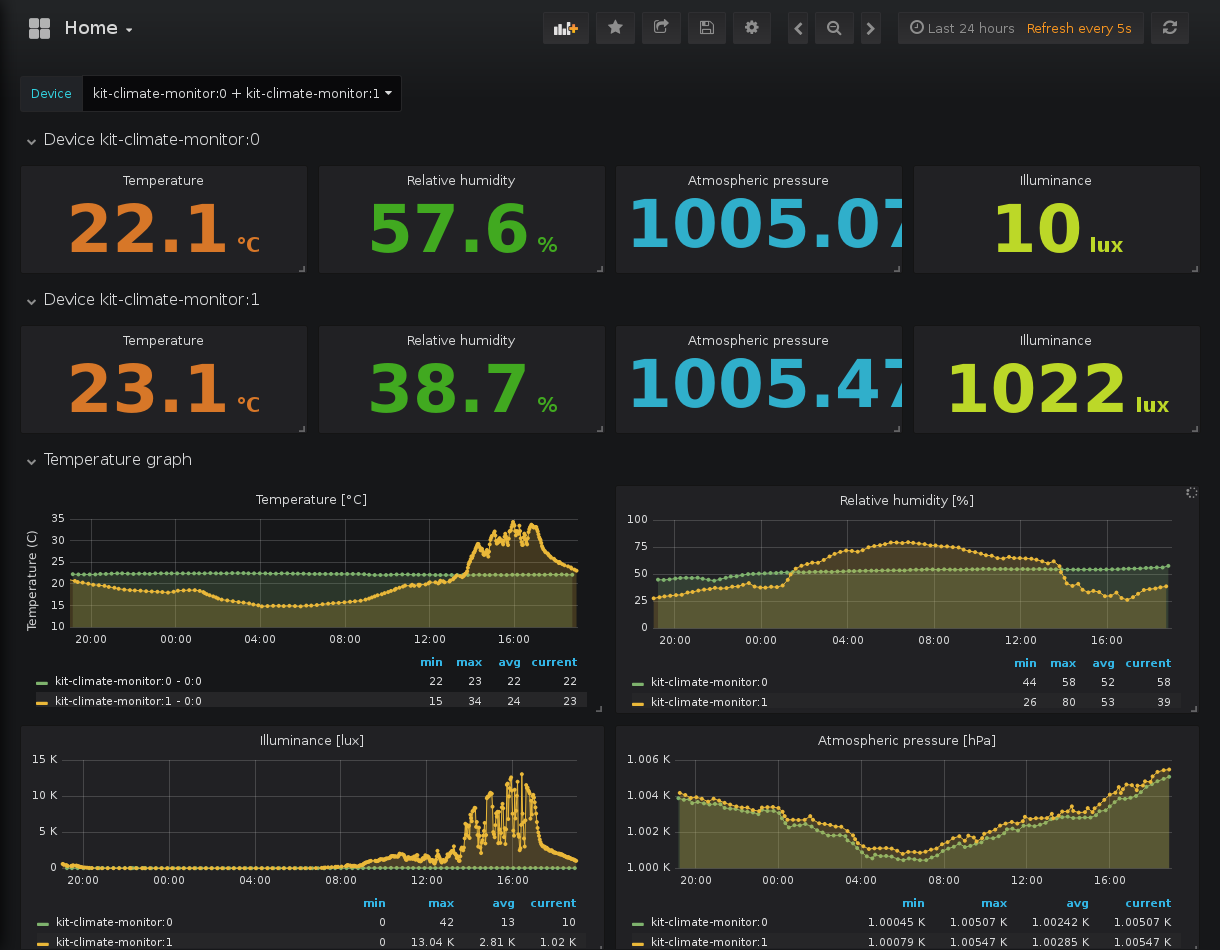 Home
Last 24 hours Refresh every 5s
Device kit-climate-monitor:0 + kit-climate-monitor:1
Device kit-climate-monitor:0
Temperature Relative humidity Atmospheric pressure Illuminance
22.1 °C 57.6 % 1005.07 10 lux
Device kit-climate-monitor:1
Temperature Relative humidity Atmospheric pressure Illuminance
23.1 °C 38.7 % 1005.47 1022 lux
Temperature graph
Temperature [°C]
Temperature (C)
35
30
25
20
15
10
20:00 00:00 04:00 08:00 12:00 16:00
min max avg current
kit-climate-monitor:0 - 0:0 22 23 22 22
kit-climate-monitor:1 - 0:0 15 34 24 23
Relative humidity [%]
100
75
50
25
0
20:00 00:00 04:00 08:00 12:00 16:00
min max avg current
kit-climate-monitor:0 44 58 52 58
kit-climate-monitor:1 26 80 53 39
Illuminance [lux]
15 K
10 K
5 K
0
20:00 00:00 04:00 08:00 12:00 16:00
min max avg current
kit-climate-monitor:0 0 42 13 10
kit-climate-monitor:1 0 13.04 K 2.81 K 1.02 K
Atmospheric pressure [hPa]
1.006 K
1.004 K
1.002 K
1.000 K
20:00 00:00 04:00 08:00 12:00 16:00
min max avg current
kit-climate-monitor:0 1.00045 K 1.00507 K 1.00242 K 1.00507 K
kit-climate-monitor:1 1.00079 K 1.00547 K 1.00285 K 1.00547 K